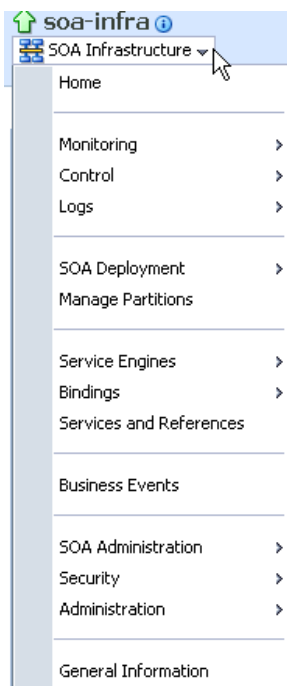 soa-infra
SOA Infrastructure
Home
Monitoring
Control
Logs
SOA Deployment
Manage Partitions
Service Engines
Bindings
Services and References
Business Events
SOA Administration
Security
Administration
General Information